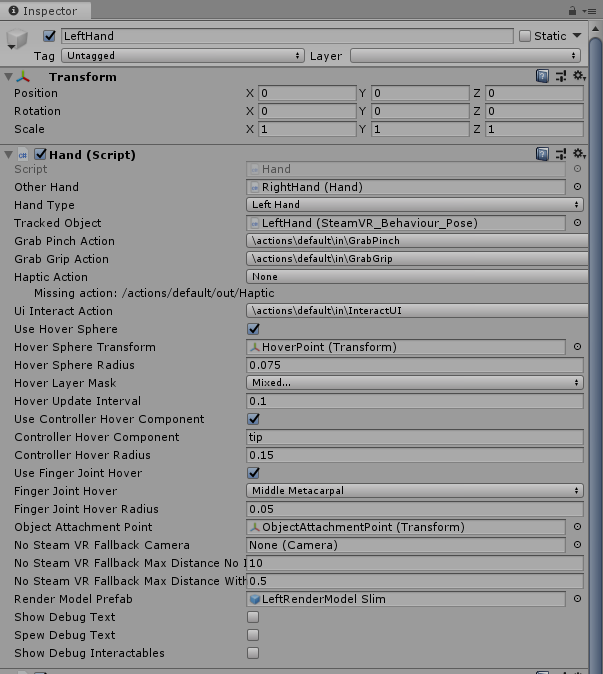 Inspector
LeftHand Static
Tag Untagged Layer
Transform
Position X 0 Y 0 Z 0
Rotation X 0 Y 0 Z 0
Scale X 1 Y 1 Z 1
Hand (Script)
Script Hand
Other Hand RightHand (Hand)
Hand Type Left Hand
Tracked Object LeftHand (SteamVR_Behaviour_Pose)
Grab Pinch Action \actions\default\in\GrabPinch
Grab Grip Action \actions\default\in\GrabGrip
Haptic Action None
Missing action: /actions/default/out/Haptic
Ui Interact Action \actions\default\in\InteractUI
Use Hover Sphere
Hover Sphere Transform HoverPoint (Transform)
Hover Sphere Radius 0.075
Hover Layer Mask Mixed...
Hover Update Interval 0.1
Use Controller Hover Component
Controller Hover Component tip
Controller Hover Radius 0.15
Use Finger Joint Hover
Finger Joint Hover Middle Metacarpal
Finger Joint Hover Radius 0.05
Object Attachment Point ObjectAttachmentPoint (Transform)
No Steam VR Fallback Camera None (Camera)
No Steam VR Fallback Max Distance No 10
No Steam VR Fallback Max Distance With 0.5
Render Model Prefab LeftRenderModel Slim
Show Debug Text
Spew Debug Text
Show Debug Interactables